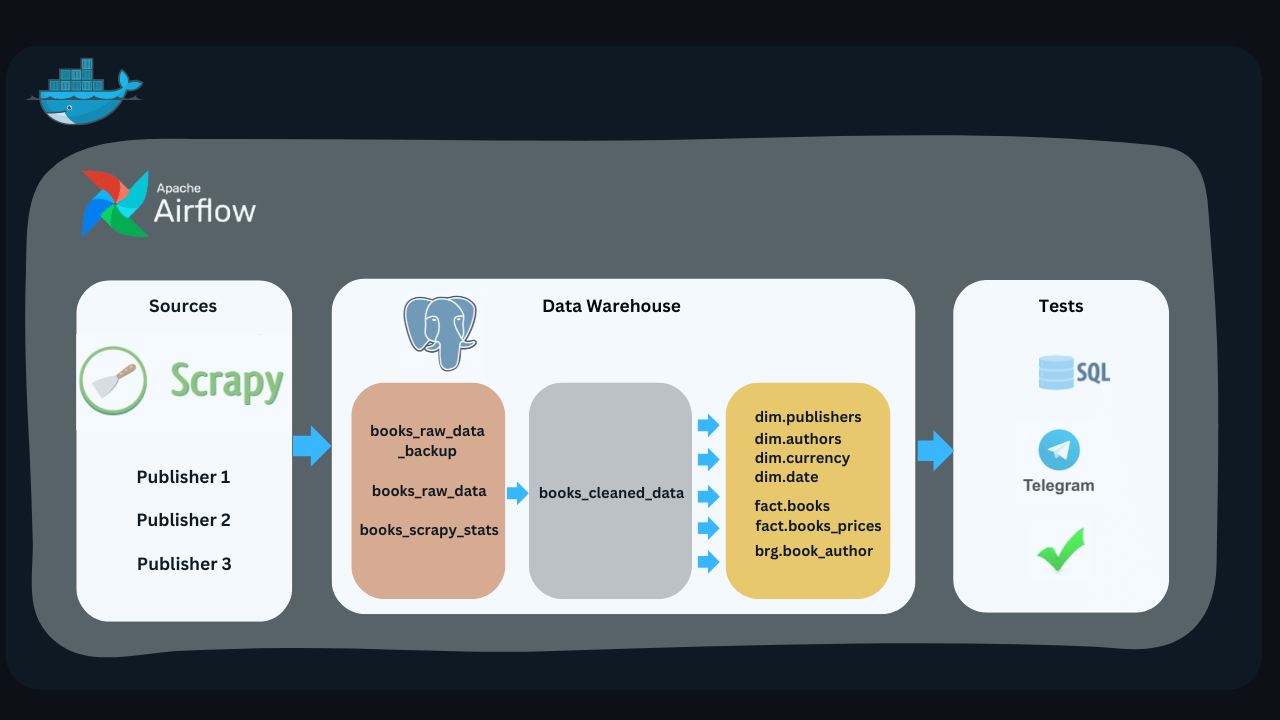 Apache
Airflow
Sources
Scrapy
Publisher 1
Publisher 2
Publisher 3
Data Warehouse
books_raw_data
_backup
books_raw_data
books_scrapy_stats
books_cleaned_data
dim.publishers
dim.authors
dim.currency
dim.date
fact.books
fact.books_prices
brg.book_author
Tests
SQL
Telegram